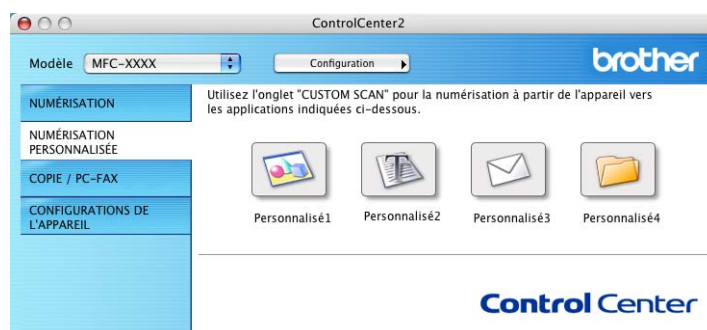 ControlCenter2
Modèle MFC-XXXX Configuration brother
NUMÉRISATION
NUMÉRISATION
PERSONNALISÉE
COPIE / PC-FAX
CONFIGURATIONS DE
L'APPAREIL
Utilisez l'onglet "CUSTOM SCAN" pour la numérisation à partir de l'appareil vers
les applications indiquées ci-dessous.
Personnalisé1 Personnalisé2 Personnalisé3 Personnalisé4
Control Center